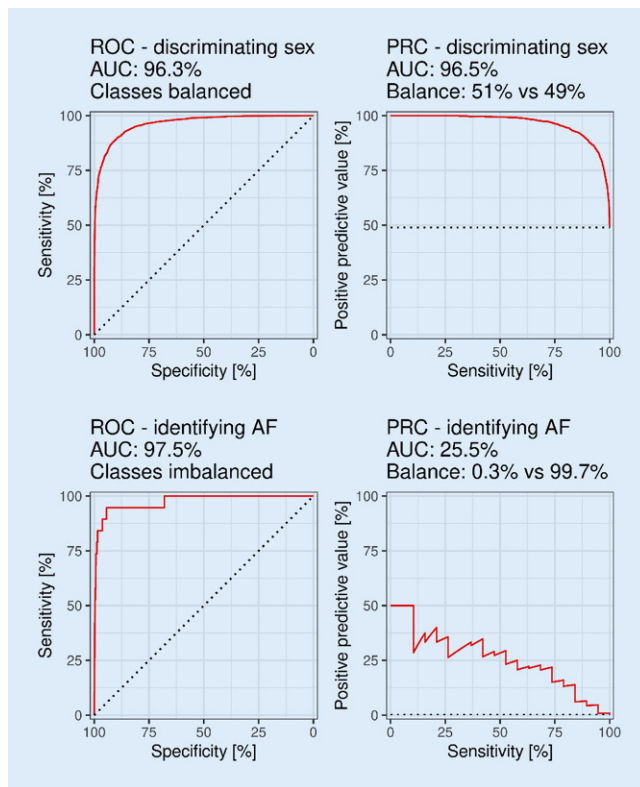 ROC - discriminating sex
AUC: 96.3%
Classes balanced
100
75
50
25
0
Sensitivity [%]
100 75 50 25 0
Specificity [%]
PRC - discriminating sex
AUC: 96.5%
Balance: 51% vs 49%
100
75
50
25
0
Positive predictive value [%]
0 25 50 75 100
Sensitivity [%]
ROC - identifying AF
AUC: 97.5%
Classes imbalanced
100
75
50
25
0
Sensitivity [%]
100 75 50 25 0
Specificity [%]
PRC - identifying AF
AUC: 25.5%
Balance: 0.3% vs 99.7%
100
75
50
25
0
Positive predictive value [%]
0 25 50 75 100
Sensitivity [%]